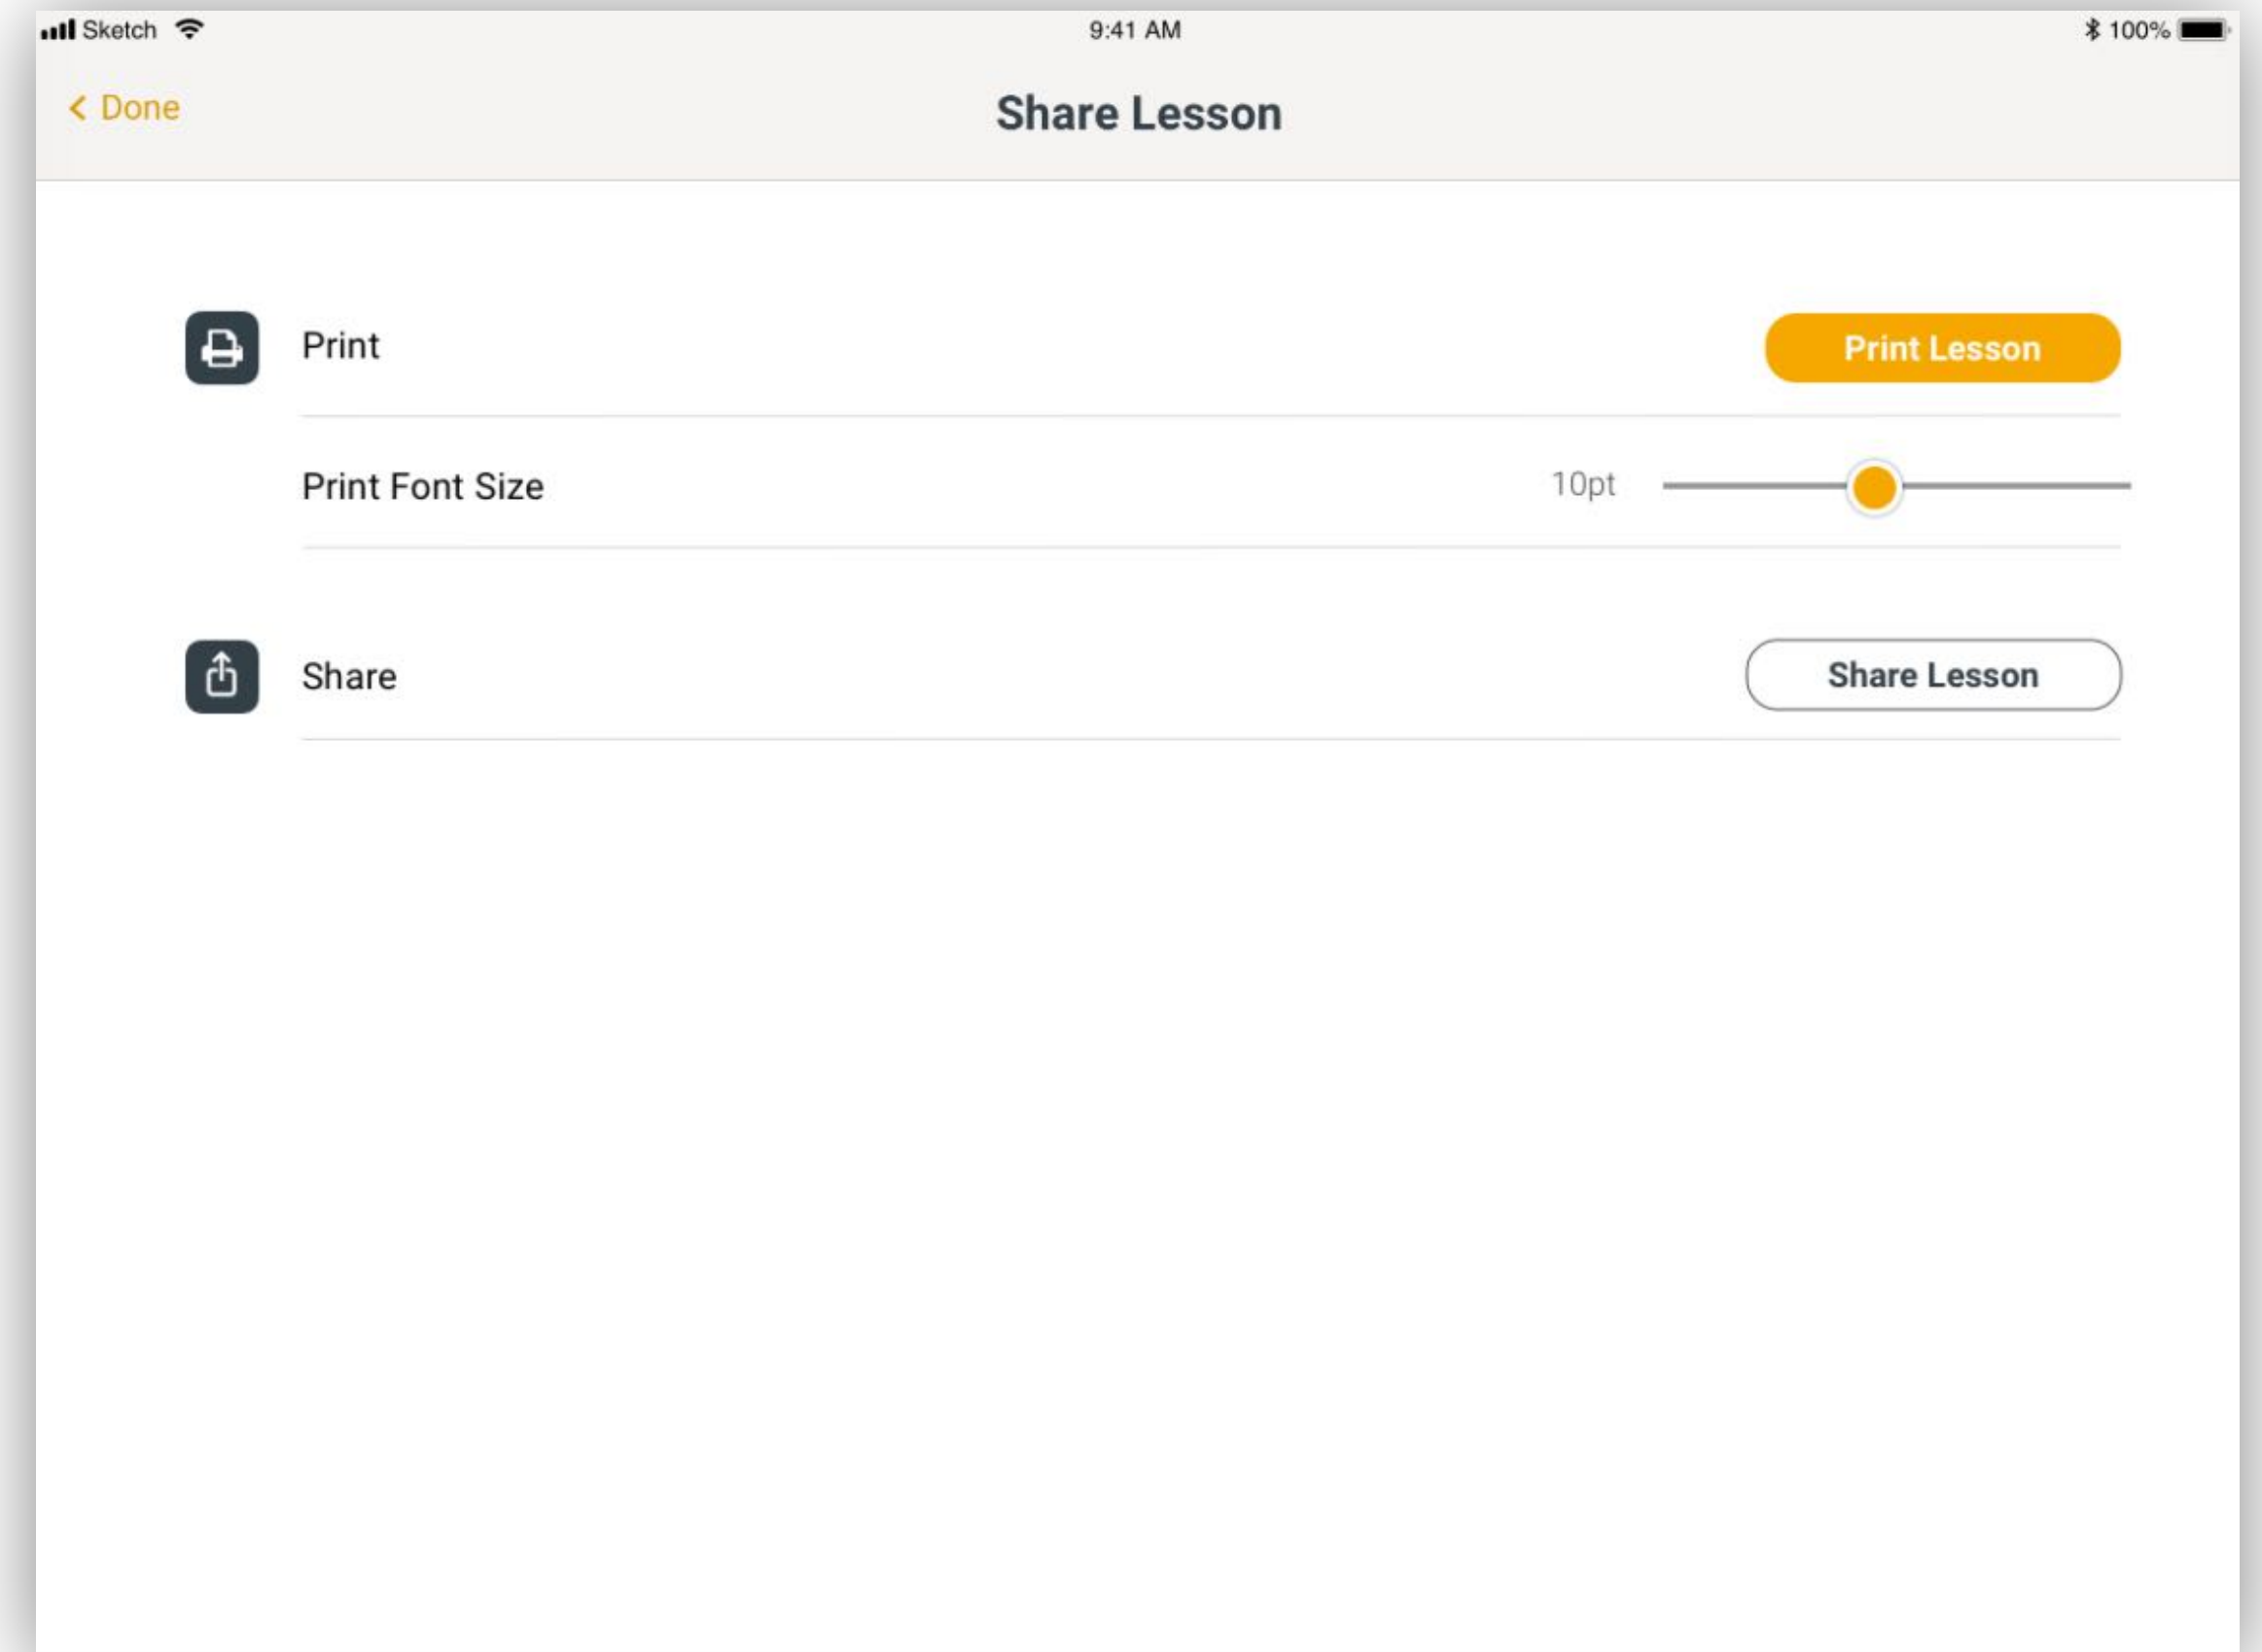 Sketch 9:41 AM 100%
< Done Share Lesson
Print Print Lesson
Print Font Size 10pt
Share Share Lesson